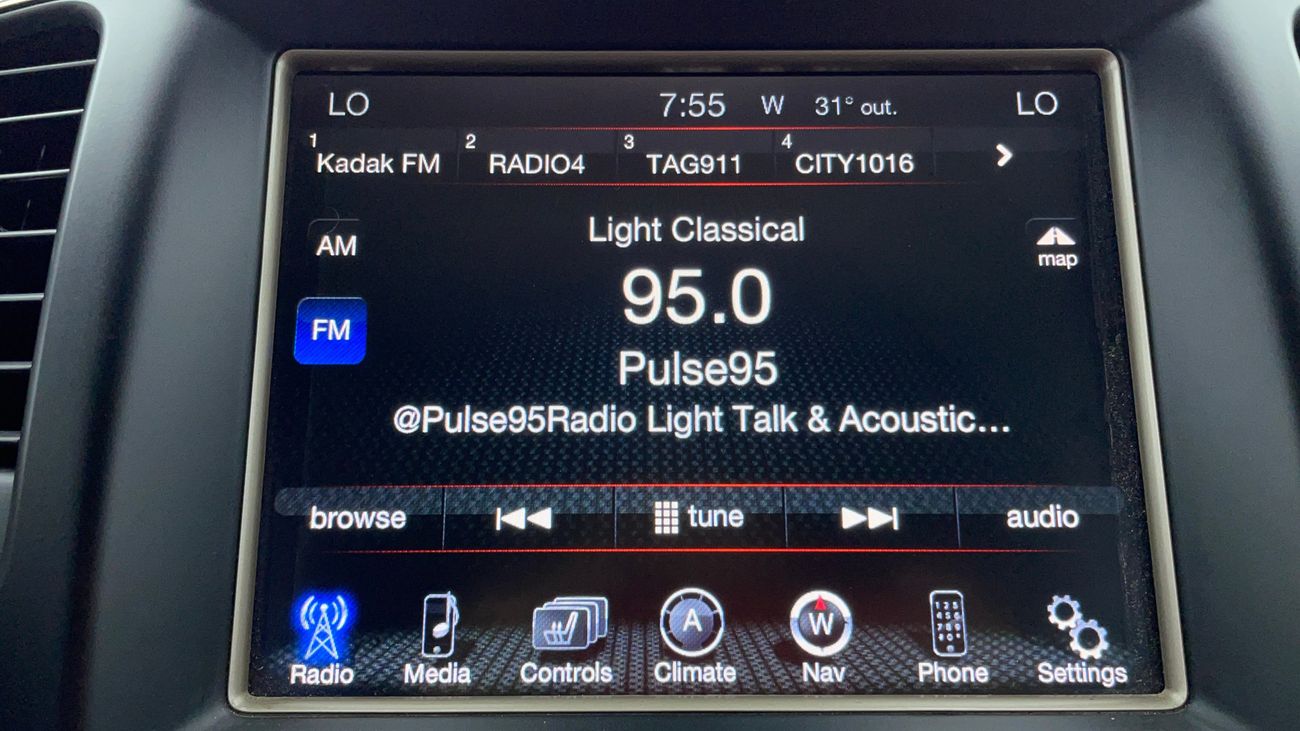 LO 7:55 W 31° out. LO
1 Kadak FM 2 RADIO4 3 TAG911 4 CITY1016
Light Classical
AM
map
95.0
FM
Pulse95
@Pulse95Radio Light Talk & Acoustic...
browse tune audio
A W
Radio Media Controls Climate Nav Phone Settings